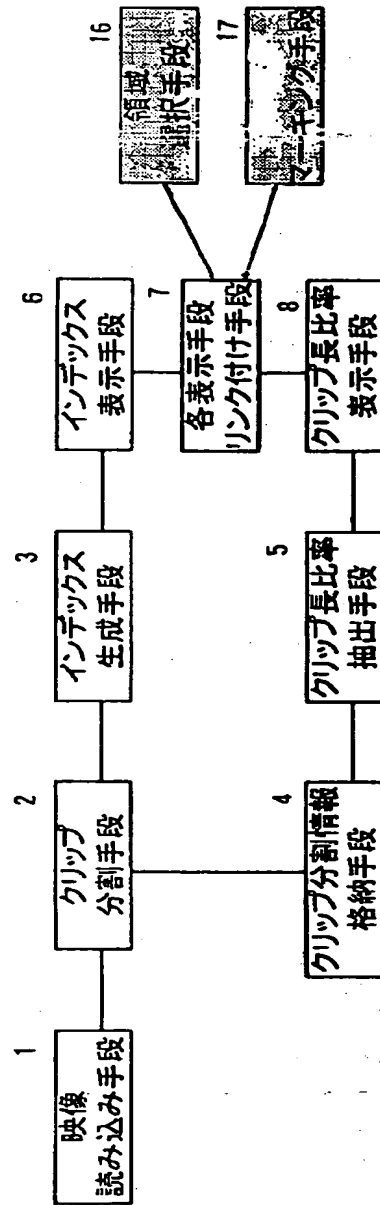 1
映像
読み込み手段
2
クリップ
分割手段
3
インデックス
生成手段
6
インデックス
表示手段
7
各表示手段
リンク付け手段
16
領域
選択手段
17
マーキング手段
4
クリップ分割情報
格納手段
5
クリップ長比率
抽出手段
8
クリップ長比率
表示手段